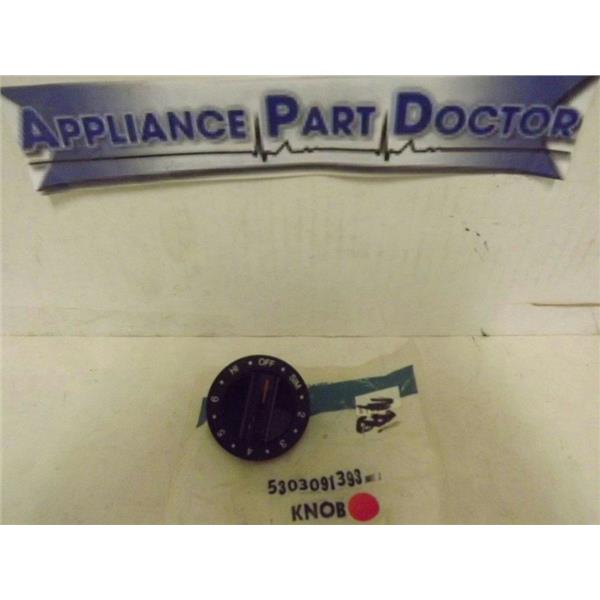 APPLIANCE PART DOCTOR
OFF
SIM
2
3
4
5
6
HI
5303091393
KNOB